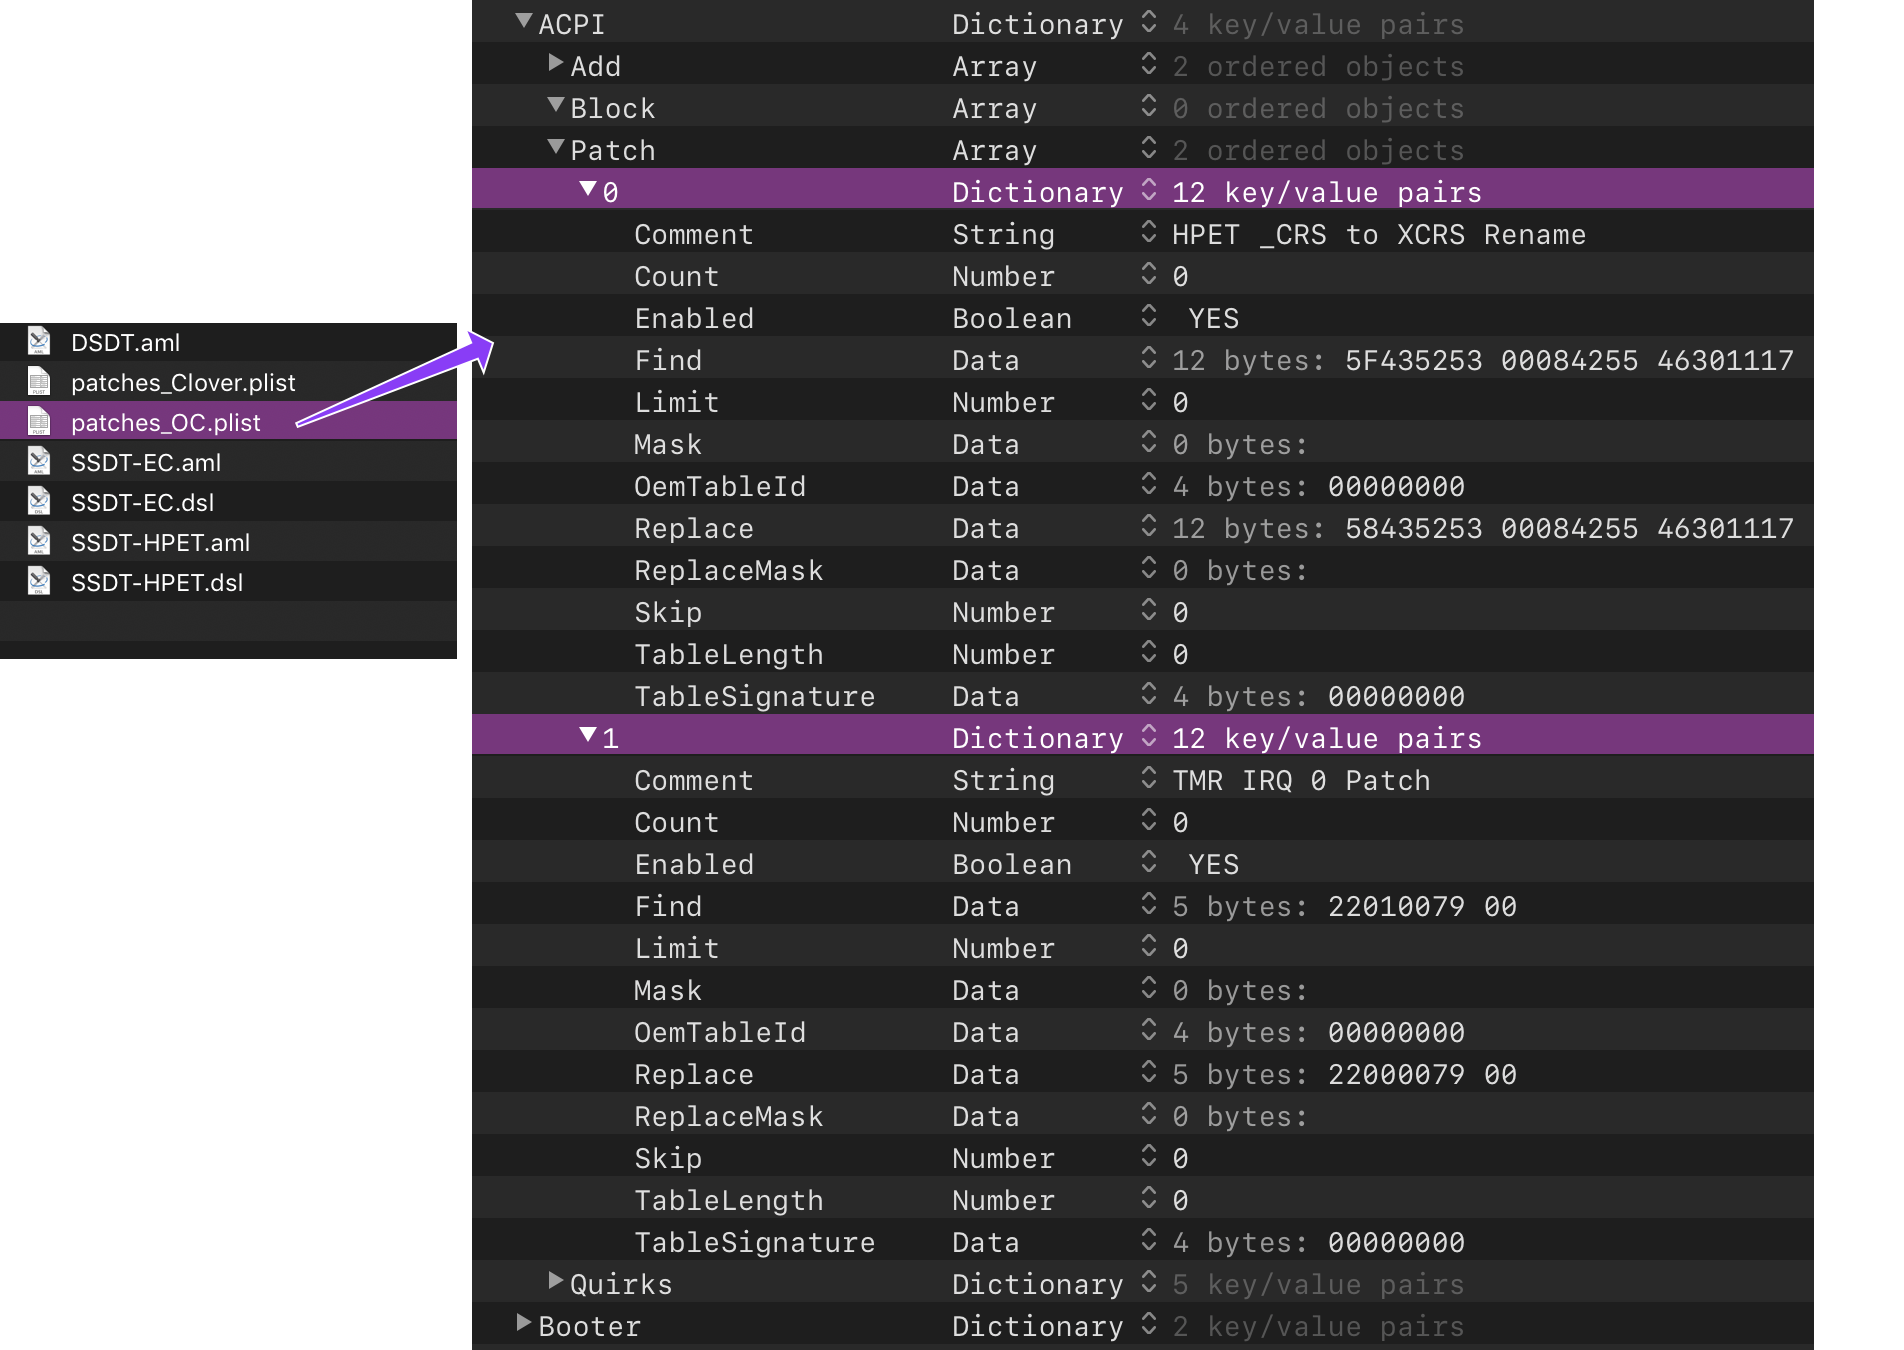 DSDT.aml
patches_Clover.plist
patches_OC.plist
SSDT-EC.aml
SSDT-EC.dsl
SSDT-HPET.aml
SSDT-HPET.dsl
ACPI Dictionary 4 key/value pairs
Add Array 2 ordered objects
Block Array 0 ordered objects
Patch Array 2 ordered objects
0 Dictionary 12 key/value pairs
Comment String HPET _CRS to XCRS Rename
Count Number 0
Enabled Boolean YES
Find Data 12 bytes: 5F435253 00084255 46301117
Limit Number 0
Mask Data 0 bytes:
OemTableId Data 4 bytes: 00000000
Replace Data 12 bytes: 58435253 00084255 46301117
ReplaceMask Data 0 bytes:
Skip Number 0
TableLength Number 0
TableSignature Data 4 bytes: 00000000
1 Dictionary 12 key/value pairs
Comment String TMR IRQ 0 Patch
Count Number 0
Enabled Boolean YES
Find Data 5 bytes: 22010079 00
Limit Number 0
Mask Data 0 bytes:
OemTableId Data 4 bytes: 00000000
Replace Data 5 bytes: 22000079 00
ReplaceMask Data 0 bytes:
Skip Number 0
TableLength Number 0
TableSignature Data 4 bytes: 00000000
Quirks Dictionary 5 key/value pairs
Booter Dictionary 2 key/value pairs